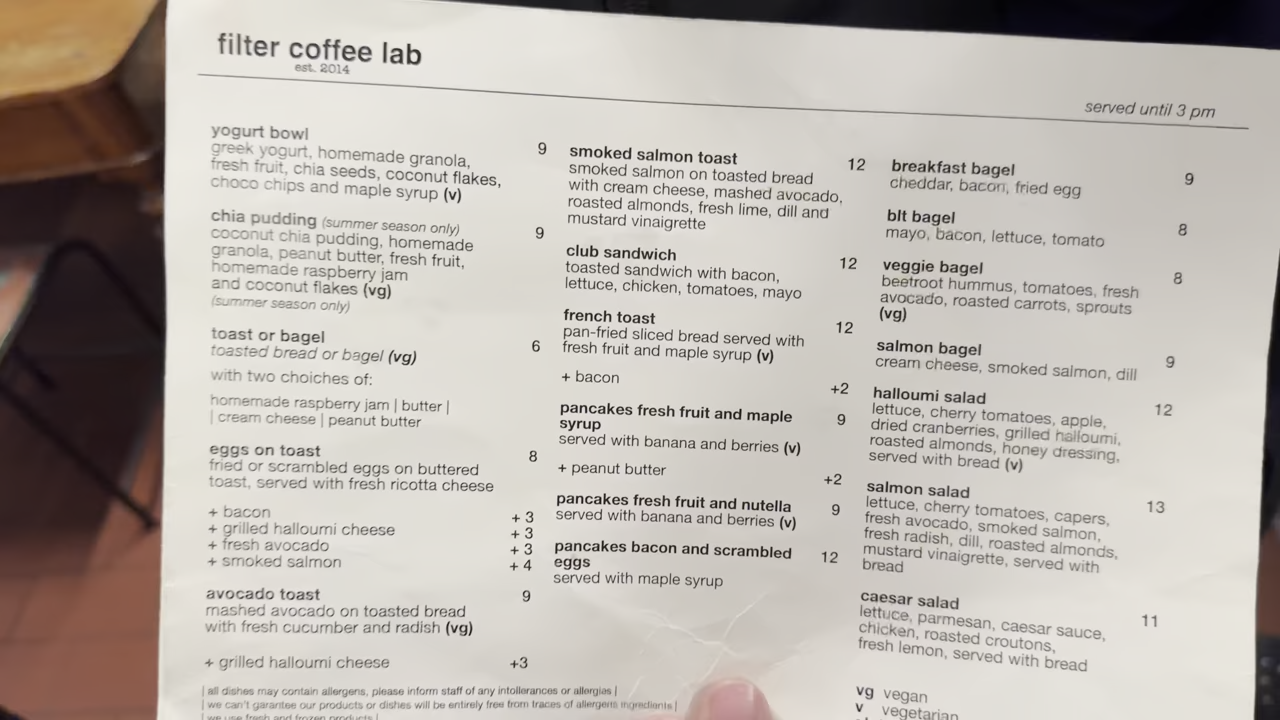 filter coffee lab
est. 2014
served until 3 pm
yogurt bowl 9
greek yogurt, homemade granola,
fresh fruit, chia seeds, coconut flakes,
choco chips and maple syrup (v)
chia pudding (summer season only) 9
coconut chia pudding, homemade
granola, peanut butter, fresh fruit,
homemade raspberry jam
and coconut flakes (vg)
(summer season only)
toast or bagel 6
toasted bread or bagel (vg)
with two choiches of:
homemade raspberry jam | butter |
| cream cheese | peanut butter
eggs on toast 8
fried or scrambled eggs on buttered
toast, served with fresh ricotta cheese
+ bacon + 3
+ grilled halloumi cheese + 3
+ fresh avocado + 3
+ smoked salmon + 4
avocado toast 9
mashed avocado on toasted bread
with fresh cucumber and radish (vg)
+ grilled halloumi cheese +3
| all dishes may contain allergens, please inform staff of any intollerances or allergies |
| we can't garantee our products or dishes will be entirely free from traces of allergens ingredients |
| we use fresh and frozen products |
smoked salmon toast 12
smoked salmon on toasted bread
with cream cheese, mashed avocado,
roasted almonds, fresh lime, dill and
mustard vinaigrette
club sandwich 12
toasted sandwich with bacon,
lettuce, chicken, tomatoes, mayo
french toast 12
pan-fried sliced bread served with
fresh fruit and maple syrup (v)
+ bacon +2
pancakes fresh fruit and maple 9
syrup
served with banana and berries (v)
+ peanut butter +2
pancakes fresh fruit and nutella 9
served with banana and berries (v)
pancakes bacon and scrambled 12
eggs
served with maple syrup
breakfast bagel 9
cheddar, bacon, fried egg
blt bagel 8
mayo, bacon, lettuce, tomato
veggie bagel 8
beetroot hummus, tomatoes, fresh
avocado, roasted carrots, sprouts
(vg)
salmon bagel 9
cream cheese, smoked salmon, dill
halloumi salad 12
lettuce, cherry tomatoes, apple,
dried cranberries, grilled halloumi,
roasted almonds, honey dressing,
served with bread (v)
salmon salad 13
lettuce, cherry tomatoes, capers,
fresh avocado, smoked salmon,
fresh radish, dill, roasted almonds,
mustard vinaigrette, served with
bread
caesar salad 11
lettuce, parmesan, caesar sauce,
chicken, roasted croutons,
fresh lemon, served with bread
vg vegan
v vegetarian